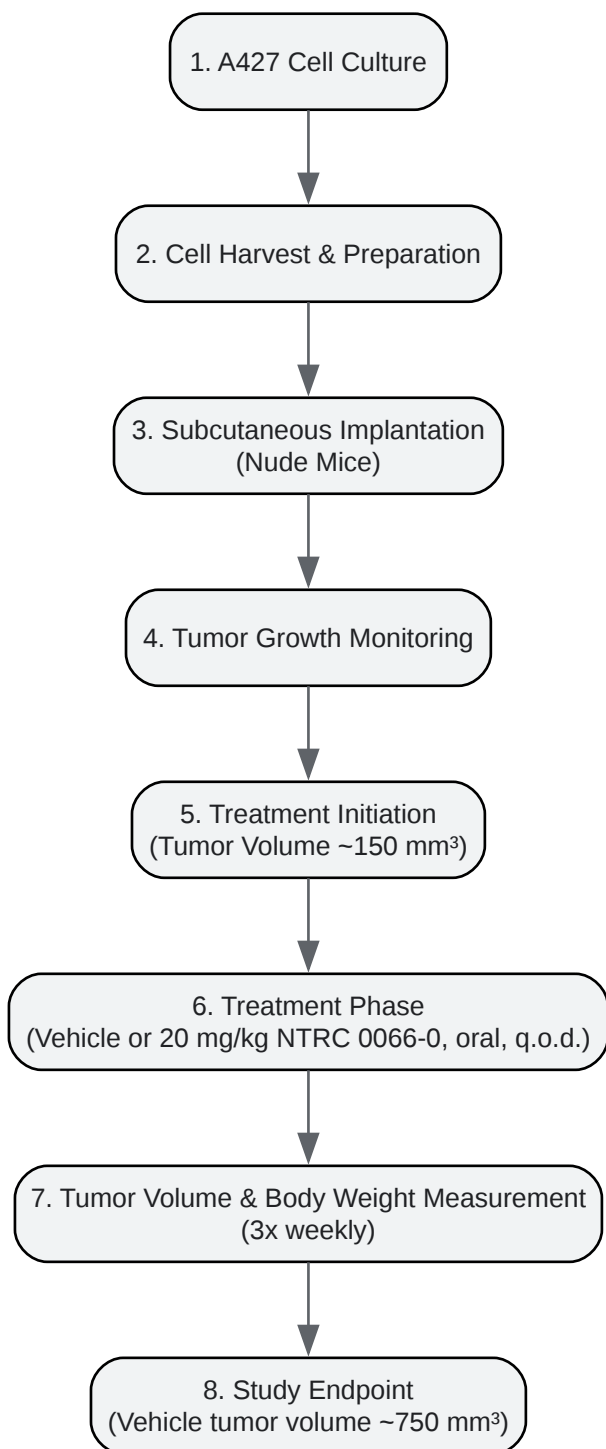 1. A427 Cell Culture
2. Cell Harvest & Preparation
3. Subcutaneous Implantation
(Nude Mice)
4. Tumor Growth Monitoring
5. Treatment Initiation
(Tumor Volume ~150 mm³)
6. Treatment Phase
(Vehicle or 20 mg/kg NTRC 0066-0, oral, q.o.d.)
7. Tumor Volume & Body Weight Measurement
(3x weekly)
8. Study Endpoint
(Vehicle tumor volume ~750 mm³)